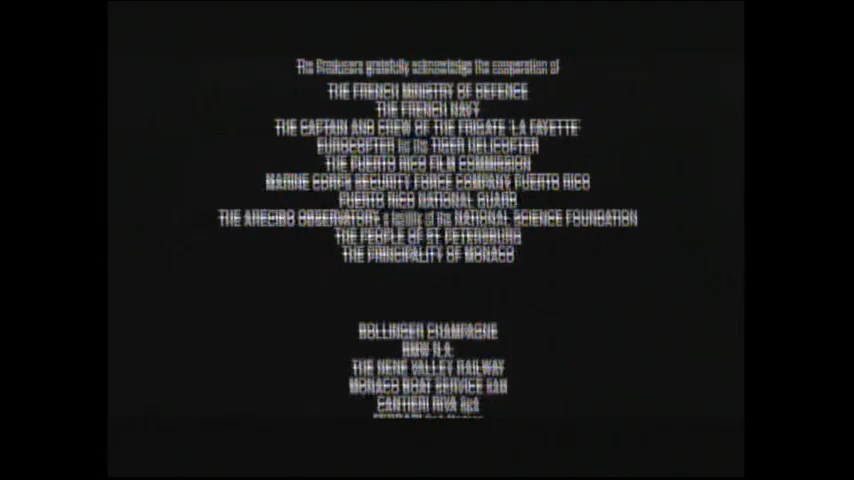 The Producers gratefully acknowledge the cooperation of
THE FRENCH MINISTRY OF DEFENCE
THE FRENCH NAVY
THE CAPTAIN AND CREW OF THE FRIGATE 'LA FAYETTE'
EUROCOPTER for the TIGER HELICOPTER
THE PUERTO RICO FILM COMMISSION
MARINE CORPS SECURITY FORCE COMPANY PUERTO RICO
PUERTO RICO NATIONAL GUARD
THE ARECIBO OBSERVATORY a facility of the NATIONAL SCIENCE FOUNDATION
THE PEOPLE OF ST. PETERSBURG
THE PRINCIPALITY OF MONACO
BOLLINGER CHAMPAGNE
BMW N.A.
THE NENE VALLEY RAILWAY
MONACO BOAT SERVICE SAM
CANTIERI RIVA SpA